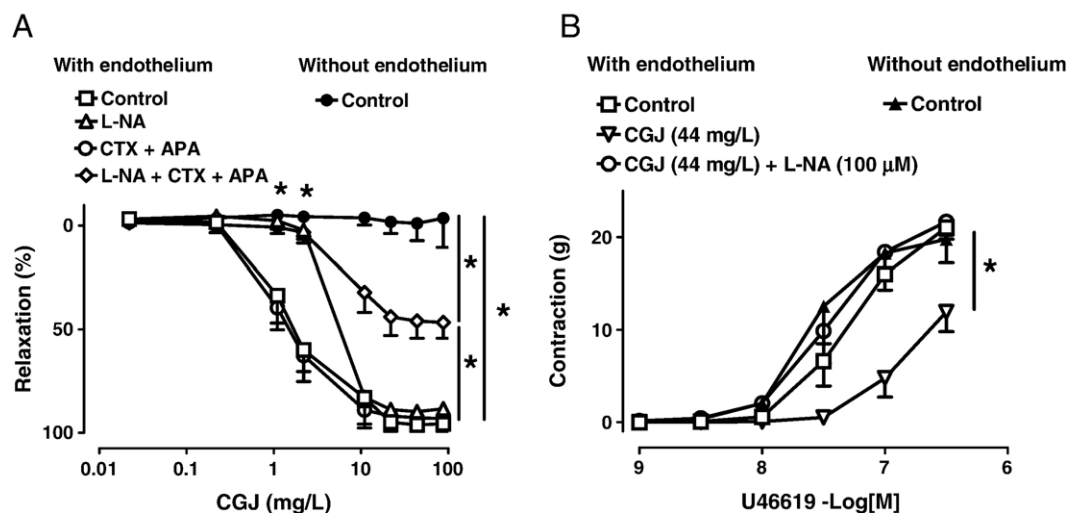 A
With endothelium
Without endothelium
Control
Control
L-NA
CTX + APA
L-NA + CTX + APA
* *
0
50
100
Relaxation (%)
*
*
*
0.01 0.1 1 10 100
CGJ (mg/L)
B
With endothelium
Without endothelium
Control
Control
CGJ (44 mg/L)
CGJ (44 mg/L) + L-NA (100 μM)
20
10
0
Contraction (g)
*
9 8 7 6
U46619 -Log[M]